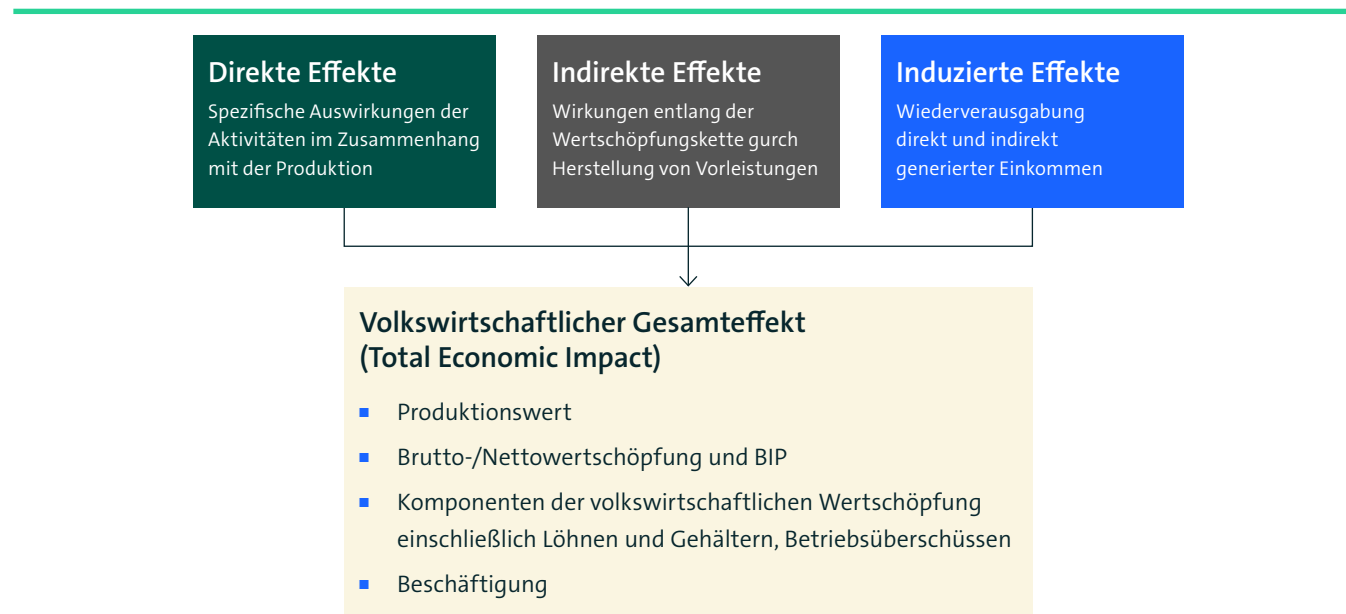 Direkte Effekte
Spezifische Auswirkungen der
Aktivitäten im Zusammenhang
mit der Produktion
Indirekte Effekte
Wirkungen entlang der
Wertschöpfungskette gurch
Herstellung von Vorleistungen
Induzierte Effekte
Wiederverausgabung
direkt und indirekt
generierter Einkommen
Volkswirtschaftlicher Gesamteffekt
(Total Economic Impact)
▪ Produktionswert
▪ Brutto-/Nettowertschöpfung und BIP
▪ Komponenten der volkswirtschaftlichen Wertschöpfung
einschließlich Löhnen und Gehältern, Betriebsüberschüssen
▪ Beschäftigung